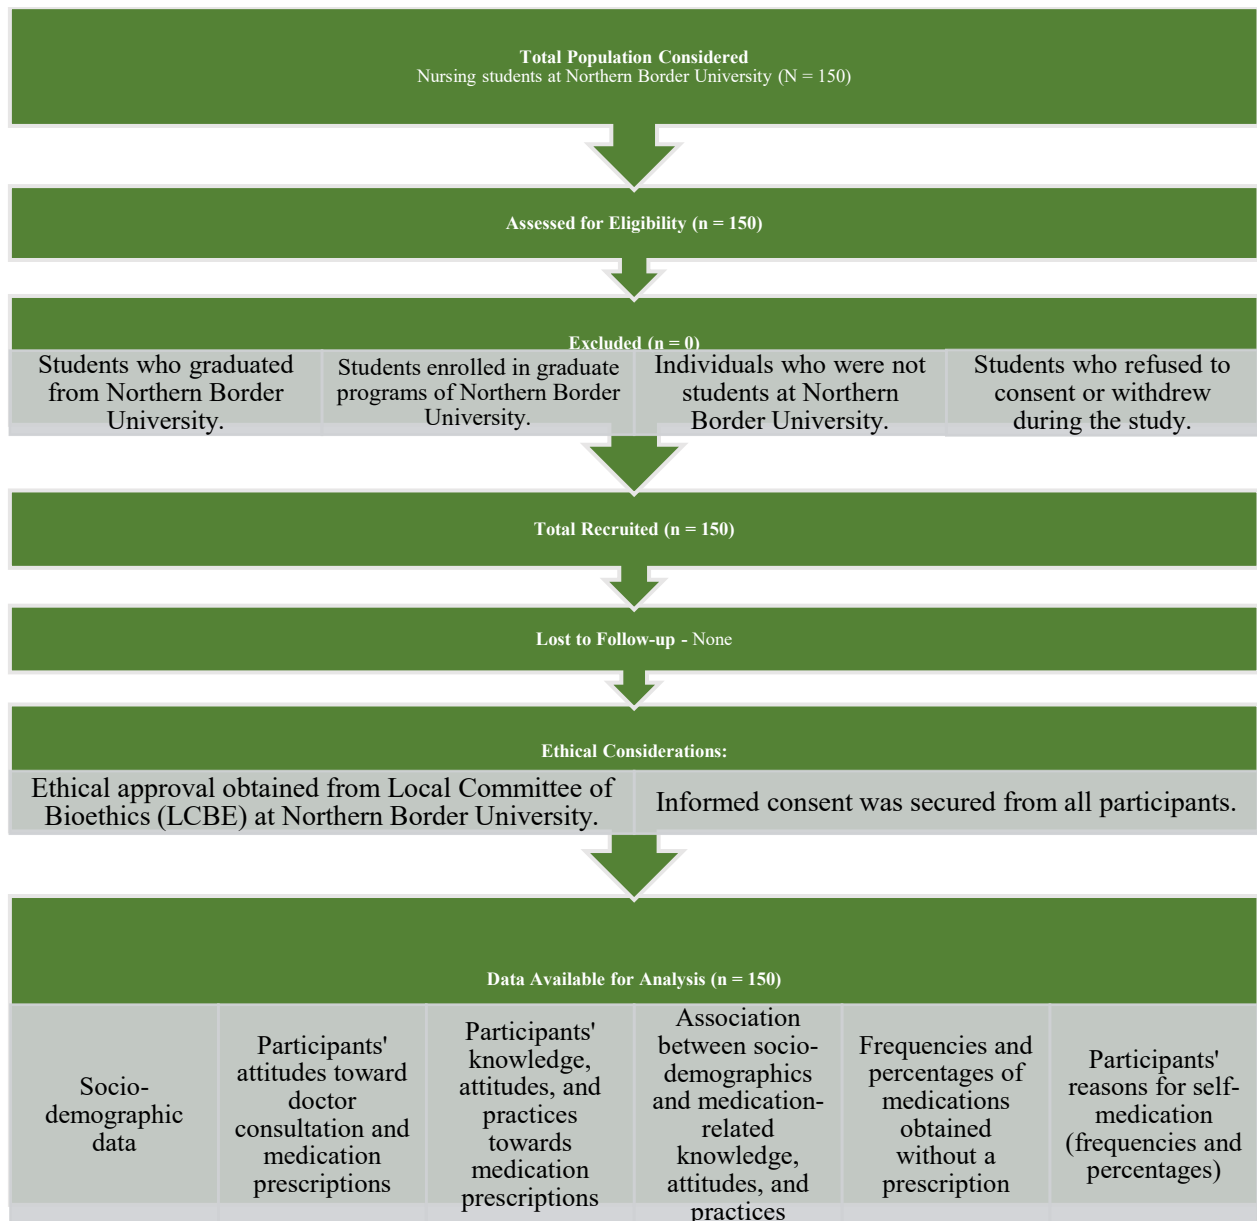 Total Population Considered
Nursing students at Northern Border University (N = 150)
Assessed for Eligibility (n = 150)
Excluded (n = 0)
Students who graduated
from Northern Border
University.
Students enrolled in graduate
programs of Northern Border
University.
Individuals who were not
students at Northern
Border University.
Students who refused to
consent or withdrew
during the study.
Total Recruited (n = 150)
Lost to Follow-up - None
Ethical Considerations:
Ethical approval obtained from Local Committee of
Bioethics (LCBE) at Northern Border University.
Informed consent was secured from all participants.
Data Available for Analysis (n = 150)
Socio-
demographic
data
Participants'
attitudes toward
doctor
consultation and
medication
prescriptions
Participants'
knowledge,
attitudes, and
practices
towards
medication
prescriptions
Association
between socio-
demographics
and medication-
related
knowledge,
attitudes, and
practices
Frequencies and
percentages of
medications
obtained
without a
prescription
Participants'
reasons for self-
medication
(frequencies and
percentages)